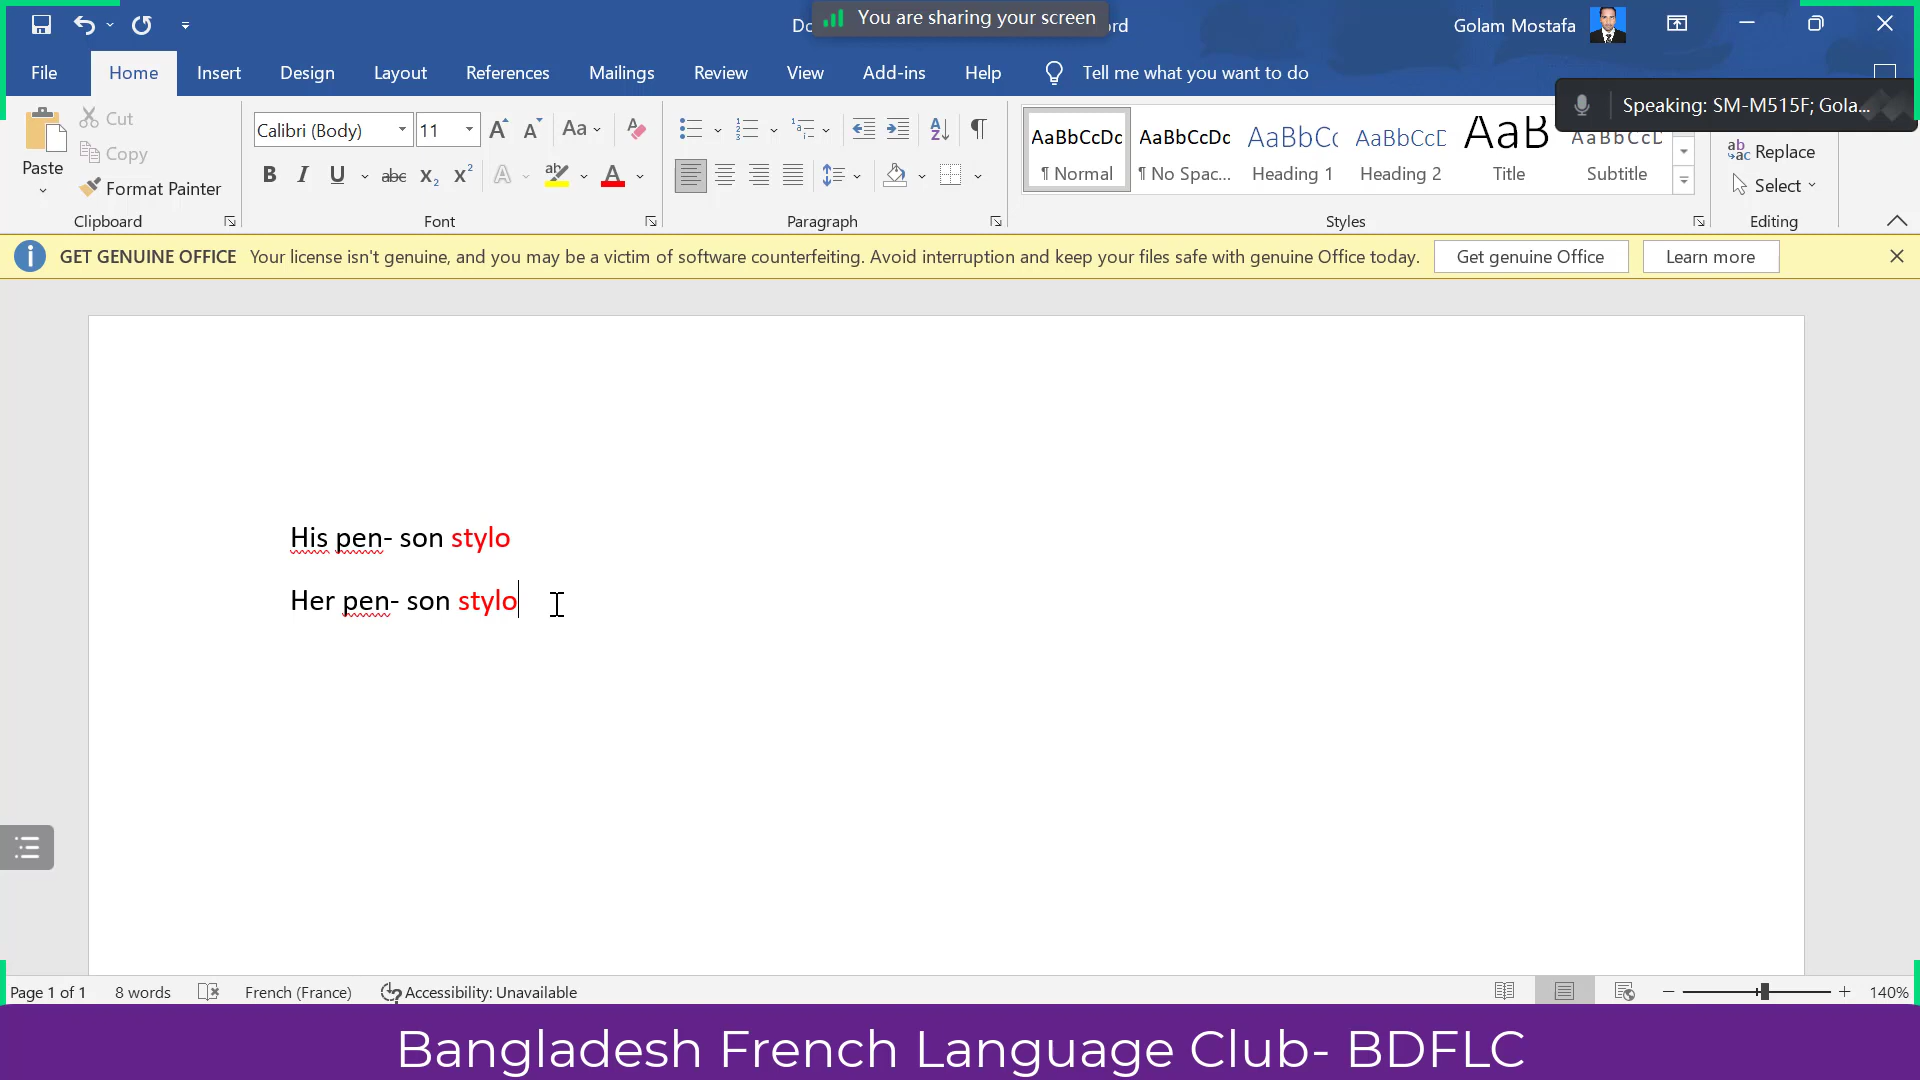 Do
You are sharing your screen
rd
Golam Mostafa
File
Home
Insert
Design
Layout
References
Mailings
Review
View
Add-ins
Help
Tell me what you want to do
Speaking: SM-M515F; Gola...
Paste
Cut
Copy
Format Painter
Clipboard
Calibri (Body)
11
Font
Paragraph
AaBbCcDc
¶ Normal
AaBbCcDc
¶ No Spac...
AaBbCc
Heading 1
AaBbCcD
Heading 2
AaB
Title
AaBbCcD
Subtitle
Styles
Replace
Select
Editing
GET GENUINE OFFICE Your license isn't genuine, and you may be a victim of software counterfeiting. Avoid interruption and keep your files safe with genuine Office today.
Get genuine Office
Learn more
His pen- son stylo
Her pen- son stylo
Page 1 of 1
8 words
French (France)
Accessibility: Unavailable
140%
Bangladesh French Language Club- BDFLC